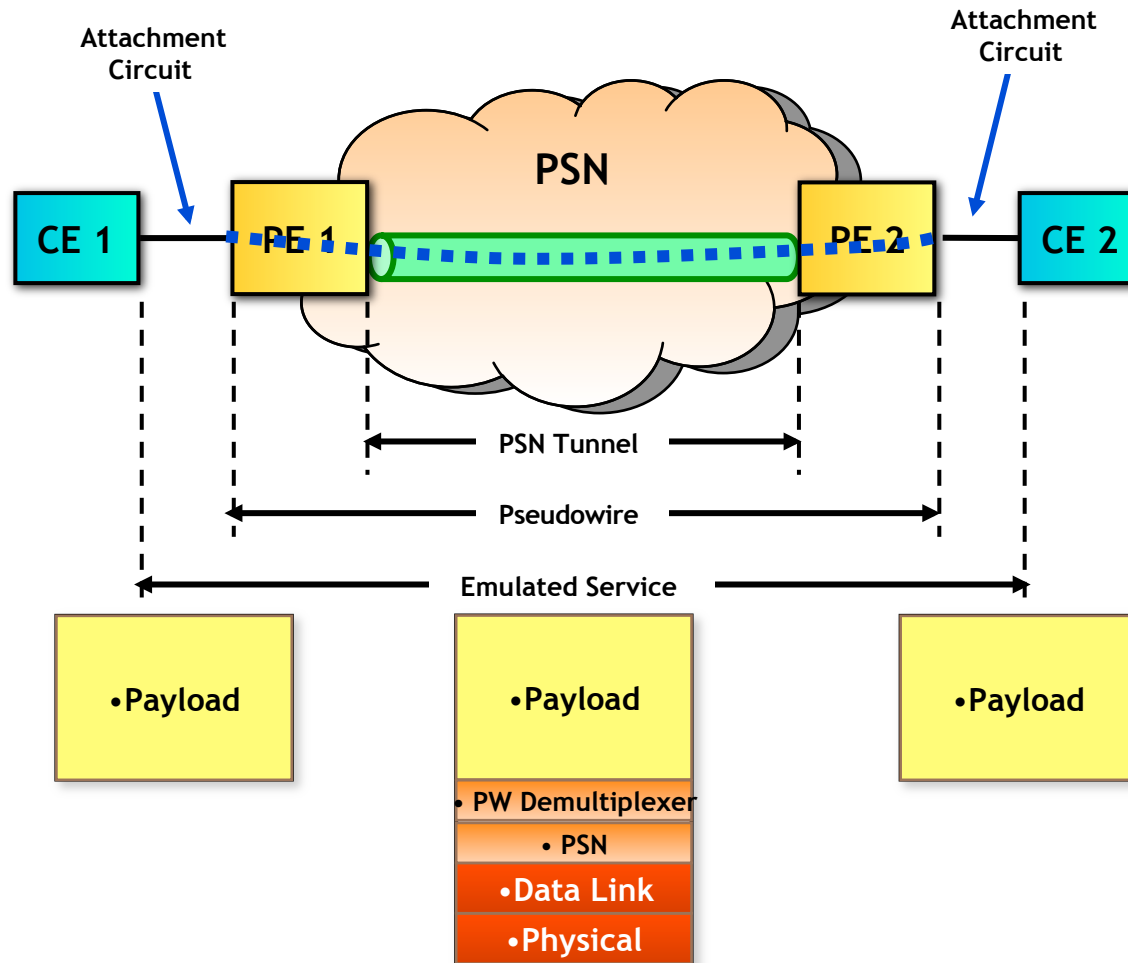 Attachment
Circuit
Attachment
Circuit
PSN
CE 1
PE 1
PE 2
CE 2
PSN Tunnel
Pseudowire
Emulated Service
•Payload
•Payload
•Payload
• PW Demultiplexer
• PSN
•Data Link
•Physical